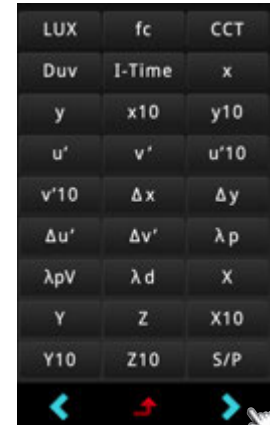 LUX fc CCT
Duv I-Time x
y x10 y10
u' v' u'10
v'10 Δx Δy
Δu' Δv' λp
λpV λd X
Y Z X10
Y10 Z10 S/P